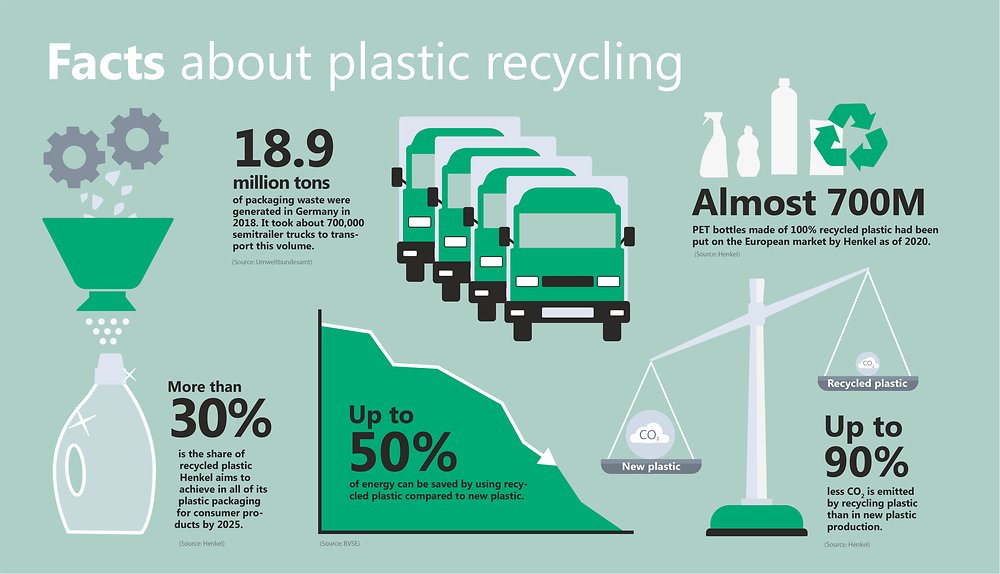 Facts about plastic recycling
18.9
million tons
of packaging waste were
generated in Germany in
2018. It took about 700,000
semitrailer trucks to trans-
port this volume.
(Source: Umweltbundesamt)
Almost 700M
PET bottles made of 100% recycled plastic had been
put on the European market by Henkel as of 2020.
(Source: Henkel)
More than
30%
is the share of
recycled plastic
Henkel aims to
achieve in all of its
plastic packaging
for consumer pro-
ducts by 2025.
(Source: Henkel)
Up to
50%
of energy can be saved by using recy-
cled plastic compared to new plastic.
(Source: BVSE)
CO₂
New plastic
CO₂
Recycled plastic
Up to
90%
less CO₂ is emitted
by recycling plastic
than in new plastic
production.
(Source: Henkel)